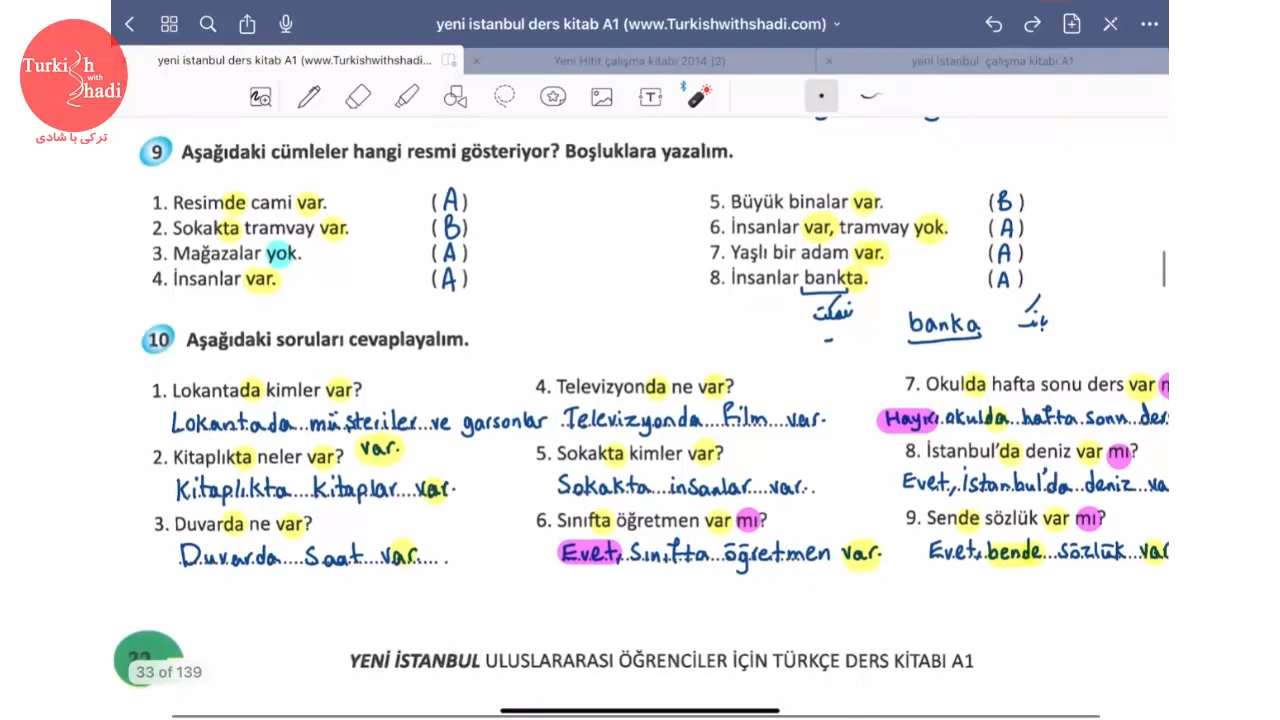 yeni istanbul ders kitab A1 (www.Turkishwithshadi.com)
yeni istanbul ders kitab A1 (www.Turkishwithshadi...
Yeni Hitit çalışma kitabı 2014 (2)
yeni istanbul çalışma kitabı A1
Turkish with Shadi
ترکی با شادی
9 Aşağıdaki cümleler hangi resmi gösteriyor? Boşluklara yazalım.
1. Resimde cami var. (A)
2. Sokakta tramvay var. (B)
3. Mağazalar yok. (A)
4. İnsanlar var. (A)
5. Büyük binalar var. (B)
6. İnsanlar var, tramvay yok. (A)
7. Yaşlı bir adam var. (A)
8. İnsanlar bankta. (A)
نیمکت
banka
بانک
10 Aşağıdaki soruları cevaplayalım.
1. Lokantada kimler var?
Lokantada...müşteriler...ve garsonlar
var.
2. Kitaplıkta neler var?
Kitaplıkta...kitaplar...var.
3. Duvarda ne var?
Duvarda....Saat...var.....
4. Televizyonda ne var?
Televizyonda...film...var.
5. Sokakta kimler var?
Sokakta...insanlar...var..
6. Sınıfta öğretmen var mı?
Evet,.Sınıfta...öğretmen var.
7. Okulda hafta sonu ders var m
Hayır.okulda...hafta.sonu.ders
8. İstanbul'da deniz var mı?
Evet,.İstanbul'da...deniz...va
9. Sende sözlük var mı?
Evet,.bende...sözlük...var
33 of 139
YENİ İSTANBUL ULUSLARARASI ÖĞRENCİLER İÇİN TÜRKÇE DERS KİTABI A1